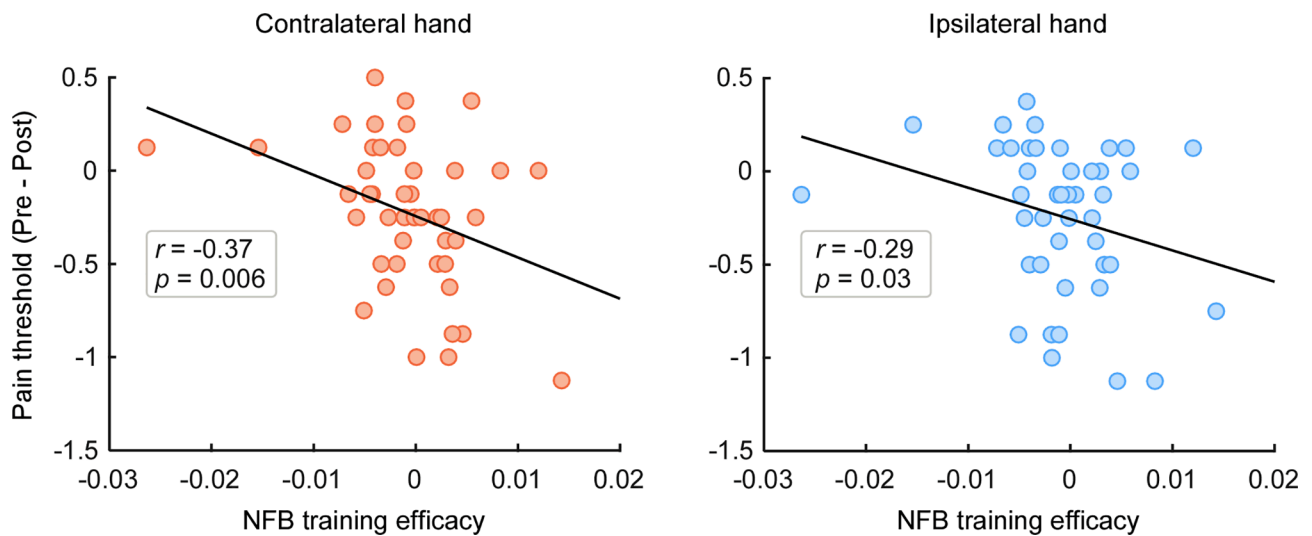 Contralateral hand
Pain threshold (Pre - Post)
0.5
0
-0.5
-1
-1.5
r = -0.37
p = 0.006
-0.03 -0.02 -0.01 0 0.01 0.02
NFB training efficacy
Ipsilateral hand
0.5
0
-0.5
-1
-1.5
r = -0.29
p = 0.03
-0.03 -0.02 -0.01 0 0.01 0.02
NFB training efficacy